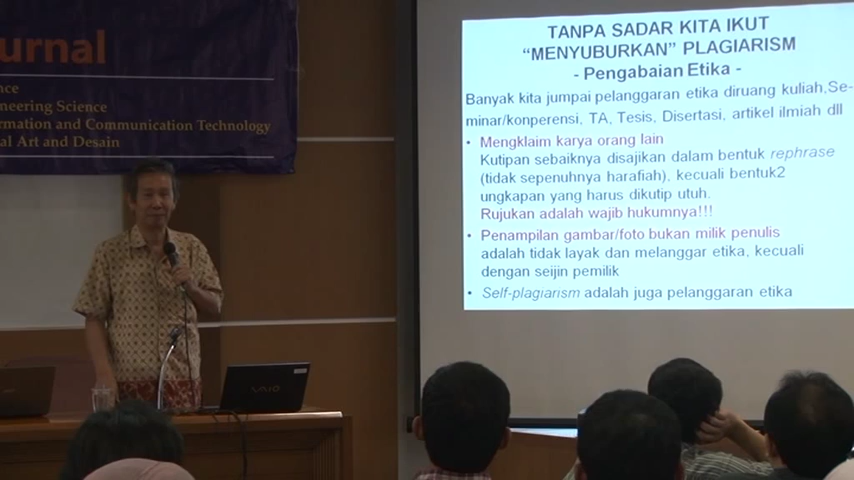 urnal
nce
gineering Science
ormation and Communication Technology
al Art and Desain
TANPA SADAR KITA IKUT
“MENYUBURKAN” PLAGIARISM
- Pengabaian Etika -
Banyak kita jumpai pelanggaran etika diruang kuliah,Se-
minar/konperensi, TA, Tesis, Disertasi, artikel ilmiah dll
• Mengklaim karya orang lain
Kutipan sebaiknya disajikan dalam bentuk rephrase
(tidak sepenuhnya harafiah), kecuali bentuk2
ungkapan yang harus dikutip utuh.
Rujukan adalah wajib hukumnya!!!
• Penampilan gambar/foto bukan milik penulis
adalah tidak layak dan melanggar etika, kecuali
dengan seijin pemilik
• Self-plagiarism adalah juga pelanggaran etika
VAIO